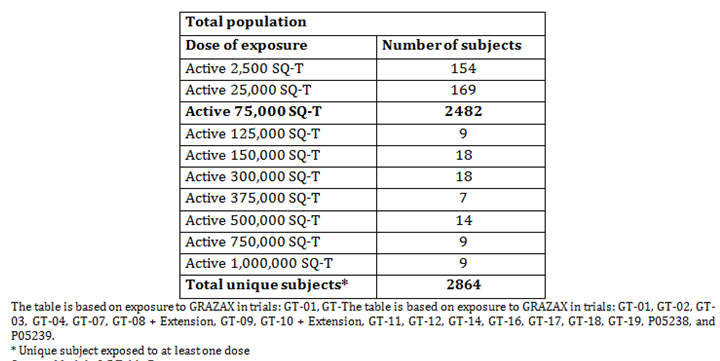 Total population
Dose of exposure Number of subjects
Active 2,500 SQ-T 154
Active 25,000 SQ-T 169
Active 75,000 SQ-T 2482
Active 125,000 SQ-T 9
Active 150,000 SQ-T 18
Active 300,000 SQ-T 18
Active 375,000 SQ-T 7
Active 500,000 SQ-T 14
Active 750,000 SQ-T 9
Active 1,000,000 SQ-T 9
Total unique subjects* 2864
The table is based on exposure to GRAZAX in trials: GT-01, GT-The table is based on exposure to GRAZAX in trials: GT-01, GT-02, GT-
03, GT-04, GT-07, GT-08 + Extension, GT-09, GT-10 + Extension, GT-11, GT-12, GT-14, GT-16, GT-17, GT-18, GT-19, P05238, and
P05239.
* Unique subject exposed to at least one dose